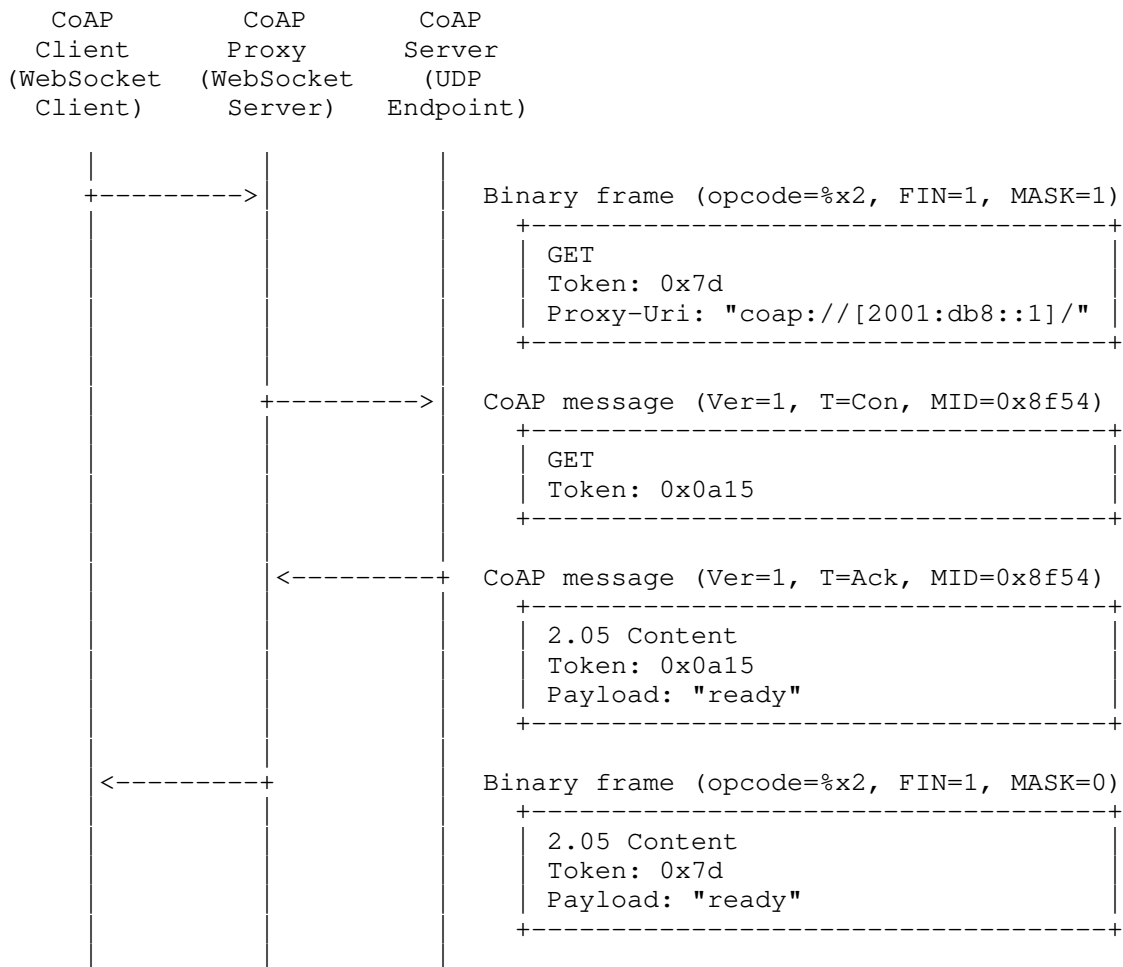 CoAP CoAP CoAP
Client Proxy Server
(WebSocket (WebSocket (UDP
Client) Server) Endpoint)
Binary frame (opcode=%x2, FIN=1, MASK=1)
GET
Token: 0x7d
Proxy-Uri: "coap://[2001:db8::1]/"
CoAP message (Ver=1, T=Con, MID=0x8f54)
GET
Token: 0x0a15
CoAP message (Ver=1, T=Ack, MID=0x8f54)
2.05 Content
Token: 0x0a15
Payload: "ready"
Binary frame (opcode=%x2, FIN=1, MASK=0)
2.05 Content
Token: 0x7d
Payload: "ready"